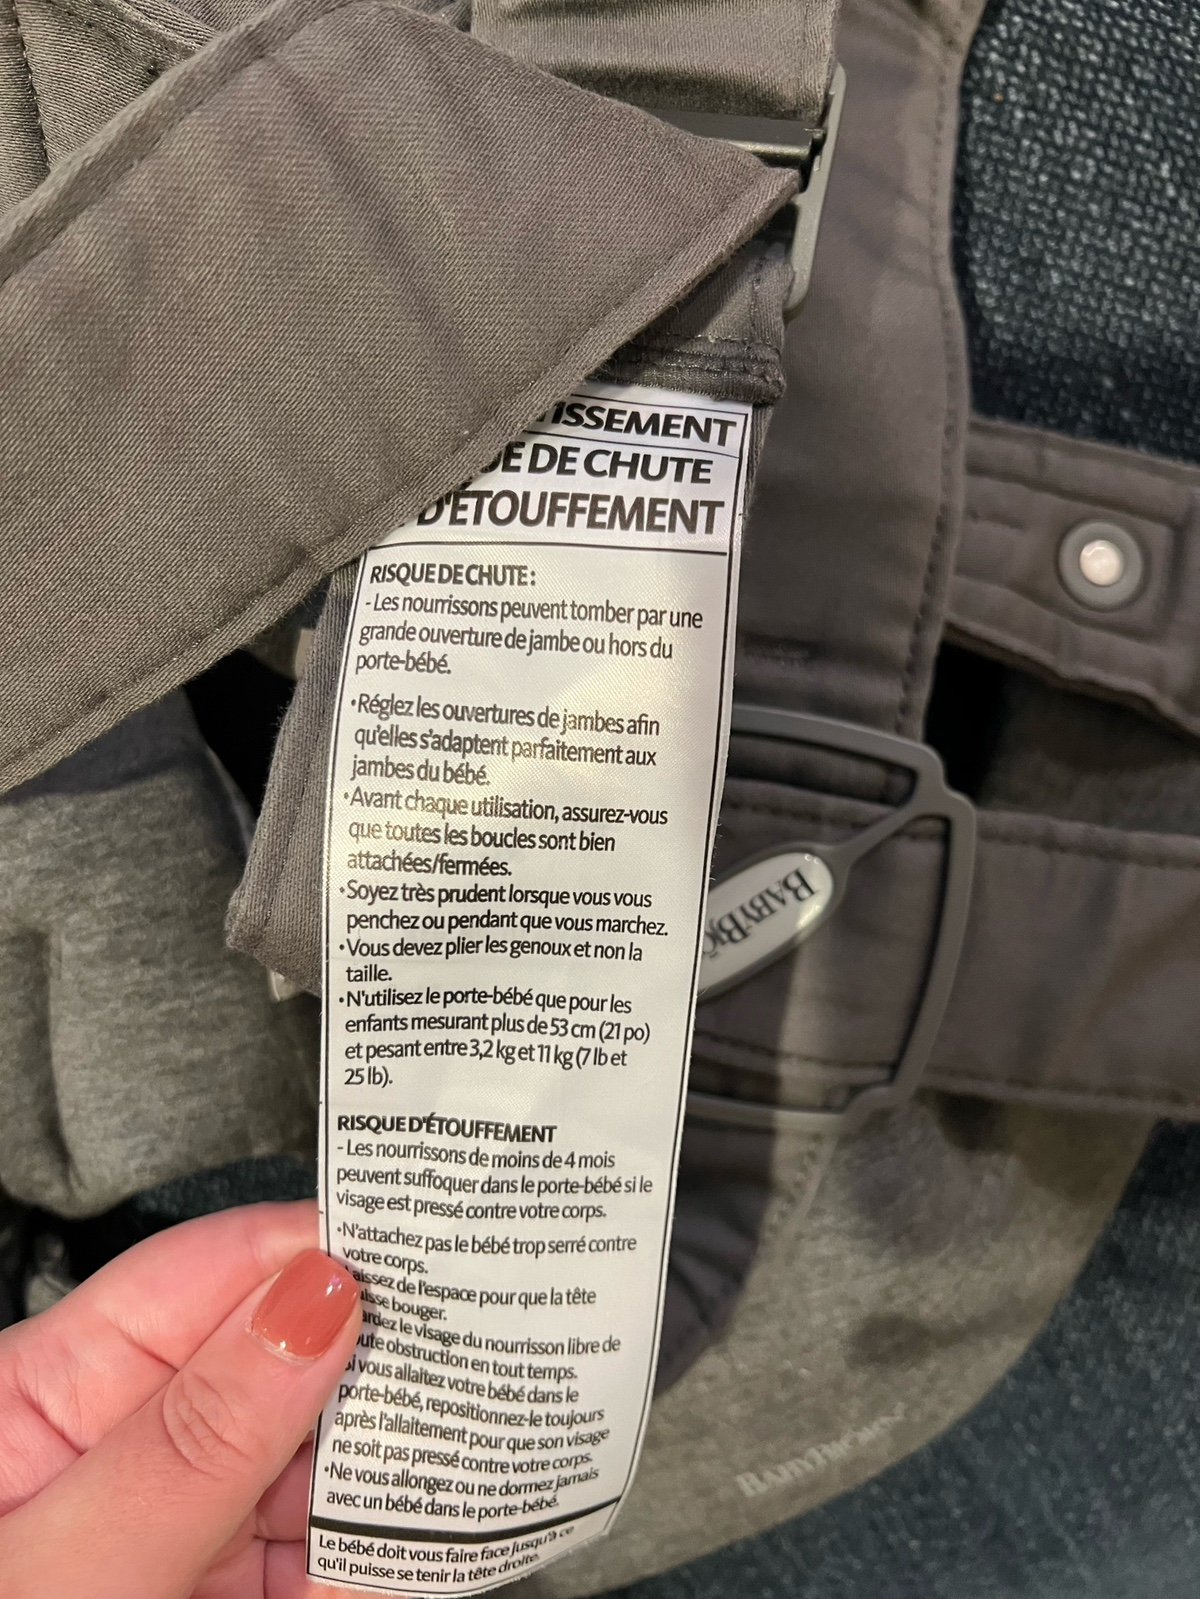 DE CHUTE
D'ÉTOUFFEMENT
RISQUE DE CHUTE :
- Les nourrissons peuvent tomber par une
grande ouverture de jambe ou hors du
porte-bébé.
•Réglez les ouvertures de jambes afin
qu'elles s'adaptent parfaitement aux
jambes du bébé.
•Avant chaque utilisation, assurez-vous
que toutes les boucles sont bien
attachées/fermées.
•Soyez très prudent lorsque vous vous
penchez ou pendant que vous marchez.
•Vous devez plier les genoux et non la
taille.
•N'utilisez le porte-bébé que pour les
enfants mesurant plus de 53 cm (21 po)
et pesant entre 3,2 kg et 11 kg (7 lb et
25 lb).
RISQUE D'ÉTOUFFEMENT
- Les nourrissons de moins de 4 mois
peuvent suffoquer dans le porte-bébé si le
visage est pressé contre votre corps.
•N'attachez pas le bébé trop serré contre
votre corps.
de l'espace pour que la tête
bouger.
le visage du nourrisson libre de
obstruction en tout temps.
vous allaitez votre bébé dans le
porte-bébé, repositionnez-le toujours
après l'allaitement pour que son visage
ne soit pas pressé contre votre corps.
•Ne vous allongez ou ne dormez jamais
avec un bébé dans le porte-bébé.
Le bébé doit vous faire face jusqu'à ce
qu'il puisse se tenir la tête droite.
BABYBJÖRN